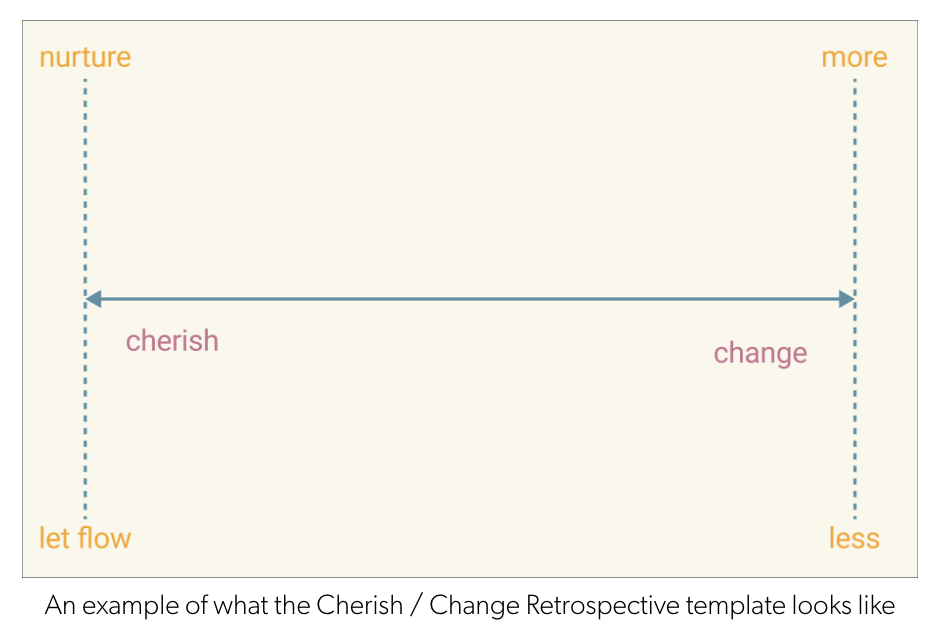 nurture
more
cherish
change
let flow
less
An example of what the Cherish / Change Retrospective template looks like